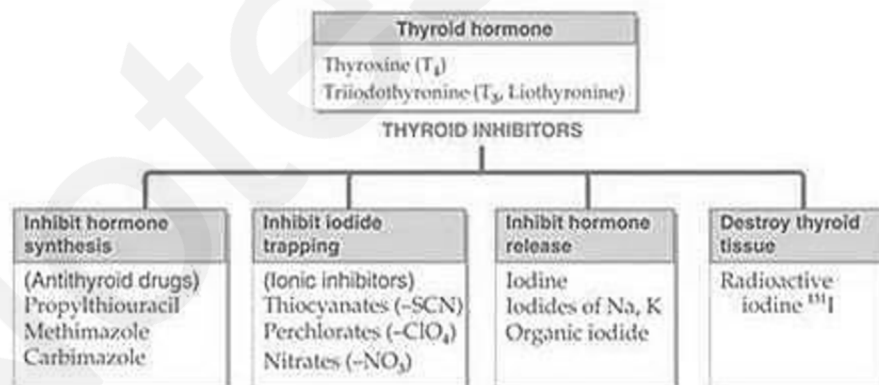 Thyroid hormone
Thyroxine (T₄)
Triiodothyronine (T₃, Liothyronine)
THYROID INHIBITORS
Inhibit hormone
synthesis
(Antithyroid drugs)
Propylthiouracil
Methimazole
Carbimazole
Inhibit iodide
trapping
(Ionic inhibitors)
Thiocyanates (–SCN)
Perchlorates (–ClO₄)
Nitrates (–NO₃)
Inhibit hormone
release
Iodine
Iodides of Na, K
Organic iodide
Destroy thyroid
tissue
Radioactive
iodine ¹³¹I